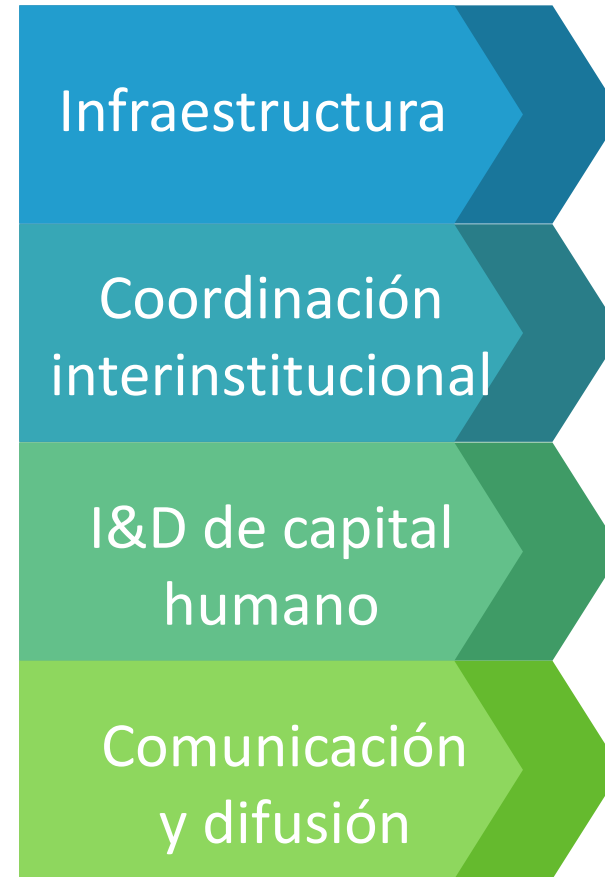 Infraestructura
Coordinación
interinstitucional
I&D de capital
humano
Comunicación
y difusión